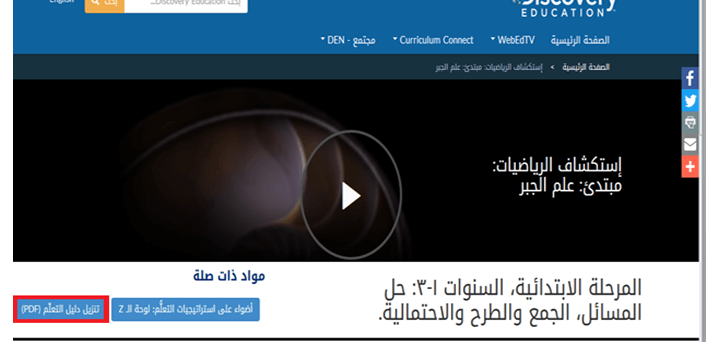 Discovery
EDUCATION
English
بحث
بحث Discovery Education...
الصفحة الرئيسية
WebEdTV
Curriculum Connect
مجتمع - DEN
الصفحة الرئيسية > إستكشاف الرياضيات: مبتدئ: علم الجبر
إستكشاف الرياضيات:
مبتدئ: علم الجبر
المرحلة الابتدائية، السنوات ١-٣: حل
المسائل، الجمع والطرح والاحتمالية.
مواد ذات صلة
أضواء على استراتيجيات التعلُّم: لوحة الـ Z
تنزيل دليل التعلّم (PDF)